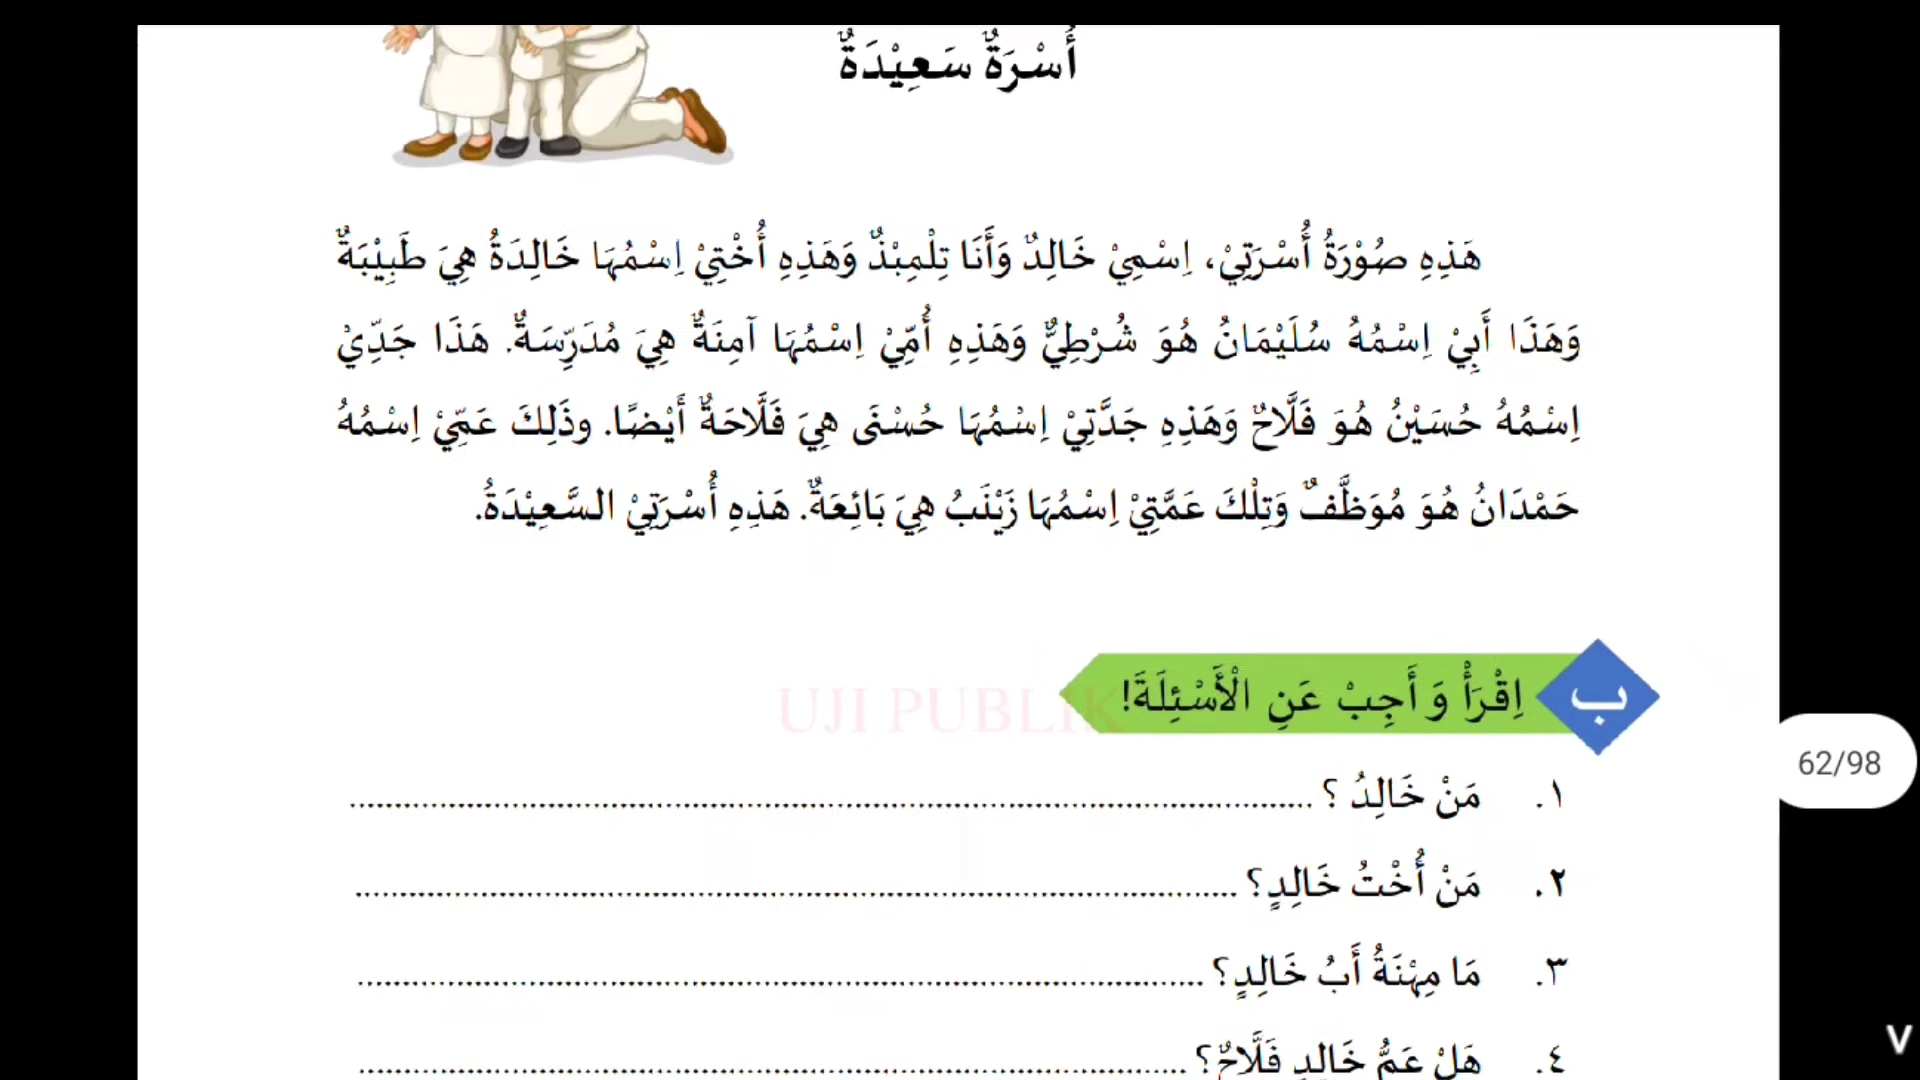 أُسْرَةٌ سَعِيْدَةٌ
هَذِهِ صُوْرَةُ أُسْرَتِيْ، اِسْمِيْ خَالِدٌ وَأَنَا تِلْمِيْذٌ وَهَذِهِ أُخْتِيْ اِسْمُهَا خَالِدَةُ هِيَ طَبِيْبَةٌ
وَهَذَا أَبِيْ اِسْمُهُ سُلَيْمَانُ هُوَ شُرْطِيٌّ وَهَذِهِ أُمِّيْ اِسْمُهَا آمِنَةٌ هِيَ مُدَرِّسَةٌ. هَذَا جَدِّيْ
اِسْمُهُ حُسَيْنُ هُوَ فَلَّاحٌ وَهَذِهِ جَدَّتِيْ اِسْمُهَا حُسْنَى هِيَ فَلَّاحَةٌ أَيْضًا. وذَلِكَ عَمِّيْ اِسْمُهُ
حَمْدَانُ هُوَ مُوَظَّفٌ وَتِلْكَ عَمَّتِيْ اِسْمُهَا زَيْنَبُ هِيَ بَائِعَةٌ. هَذِهِ أُسْرَتِيْ السَّعِيْدَةُ.
ب اِقْرَأْ وَ أَجِبْ عَنِ الْأَسْئِلَةَ!
UJI PUBLIK
١. مَنْ خَالِدُ ؟ ........................................
٢. مَنْ أُخْتُ خَالِدٍ؟ ........................................
٣. مَا مِهْنَةُ أَبُ خَالِدٍ؟ ........................................
62/98
٤. هَلْ عَمُّ خَالِدٍ فَلَّاحٌ؟ ........................................
V